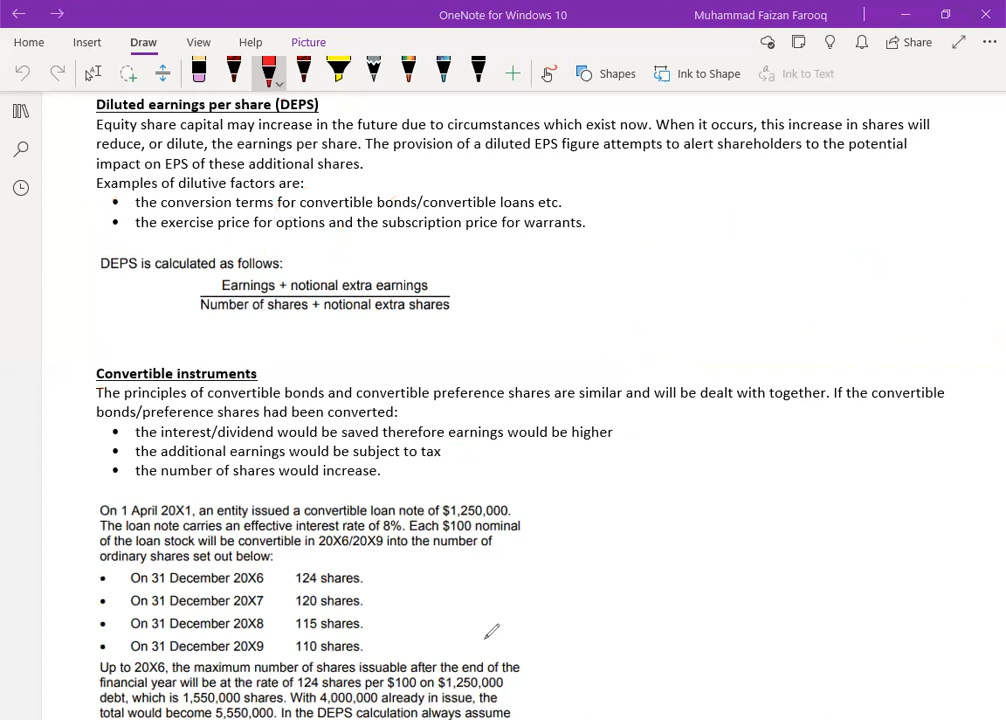 OneNote for Windows 10
Muhammad Faizan Farooq
Home Insert Draw View Help Picture
Share
Shapes Ink to Shape Ink to Text
Diluted earnings per share (DEPS)
Equity share capital may increase in the future due to circumstances which exist now. When it occurs, this increase in shares will
reduce, or dilute, the earnings per share. The provision of a diluted EPS figure attempts to alert shareholders to the potential
impact on EPS of these additional shares.
Examples of dilutive factors are:
• the conversion terms for convertible bonds/convertible loans etc.
• the exercise price for options and the subscription price for warrants.
DEPS is calculated as follows:
Earnings + notional extra earnings
Number of shares + notional extra shares
Convertible instruments
The principles of convertible bonds and convertible preference shares are similar and will be dealt with together. If the convertible
bonds/preference shares had been converted:
• the interest/dividend would be saved therefore earnings would be higher
• the additional earnings would be subject to tax
• the number of shares would increase.
On 1 April 20X1, an entity issued a convertible loan note of $1,250,000.
The loan note carries an effective interest rate of 8%. Each $100 nominal
of the loan stock will be convertible in 20X6/20X9 into the number of
ordinary shares set out below:
• On 31 December 20X6 124 shares.
• On 31 December 20X7 120 shares.
• On 31 December 20X8 115 shares.
• On 31 December 20X9 110 shares.
Up to 20X6, the maximum number of shares issuable after the end of the
financial year will be at the rate of 124 shares per $100 on $1,250,000
debt, which is 1,550,000 shares. With 4,000,000 already in issue, the
total would become 5,550,000. In the DEPS calculation always assume